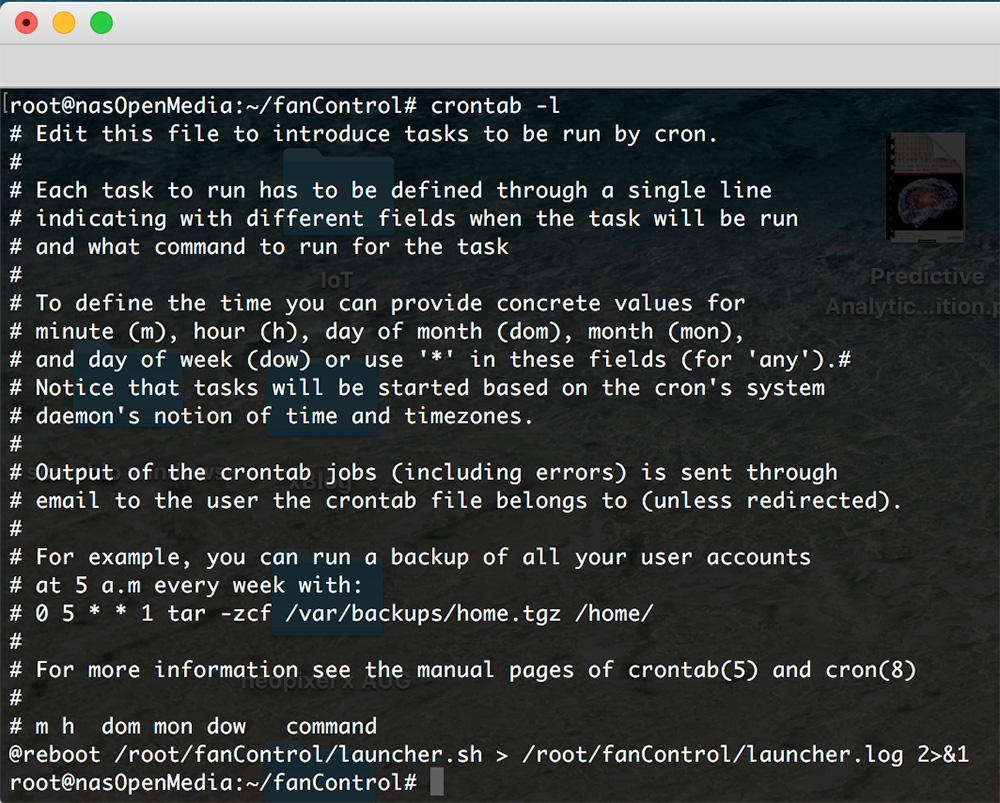 root@nasOpenMedia:~/fanControl# crontab -l
# Edit this file to introduce tasks to be run by cron.
#
# Each task to run has to be defined through a single line
# indicating with different fields when the task will be run
# and what command to run for the task
#
# To define the time you can provide concrete values for
# minute (m), hour (h), day of month (dom), month (mon),
# and day of week (dow) or use '*' in these fields (for 'any').#
# Notice that tasks will be started based on the cron's system
# daemon's notion of time and timezones.
#
# Output of the crontab jobs (including errors) is sent through
# email to the user the crontab file belongs to (unless redirected).
#
# For example, you can run a backup of all your user accounts
# at 5 a.m every week with:
# 0 5 * * 1 tar -zcf /var/backups/home.tgz /home/
#
# For more information see the manual pages of crontab(5) and cron(8)
#
# m h  dom mon dow   command
@reboot /root/fanControl/launcher.sh > /root/fanControl/launcher.log 2>&1
root@nasOpenMedia:~/fanControl#
IoT
Predictive
Analytic...ition.p
neopixel x AUG